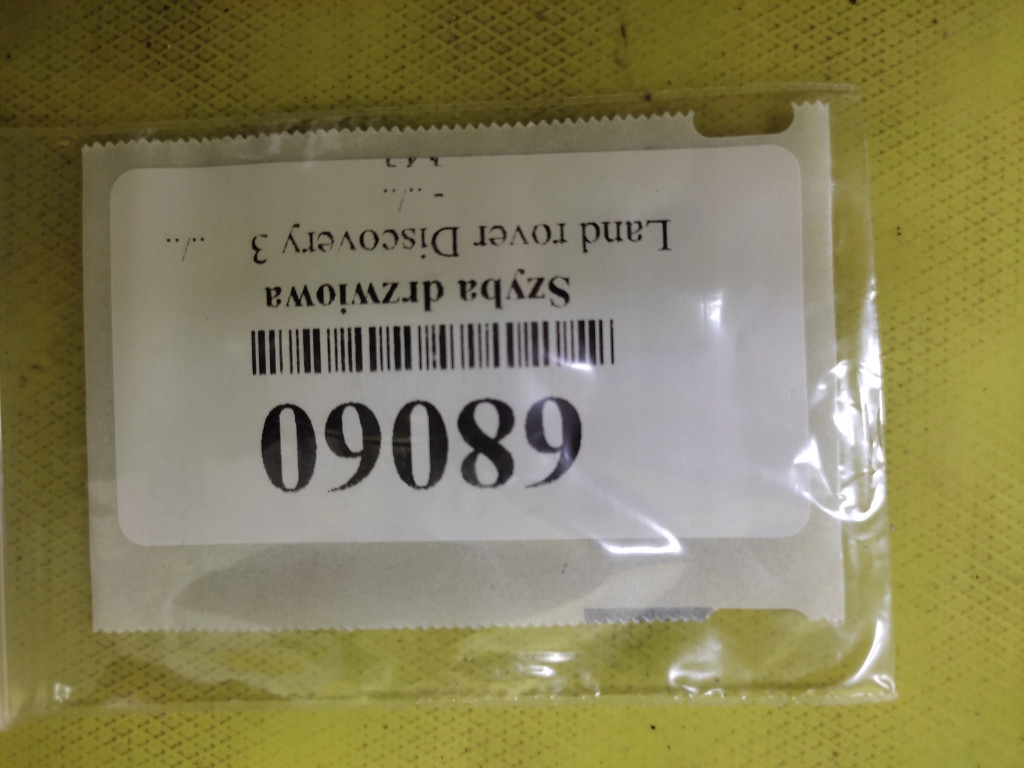 68060
Szyba drzwiowa
Land rover Discovery 3 ../..
- ../..